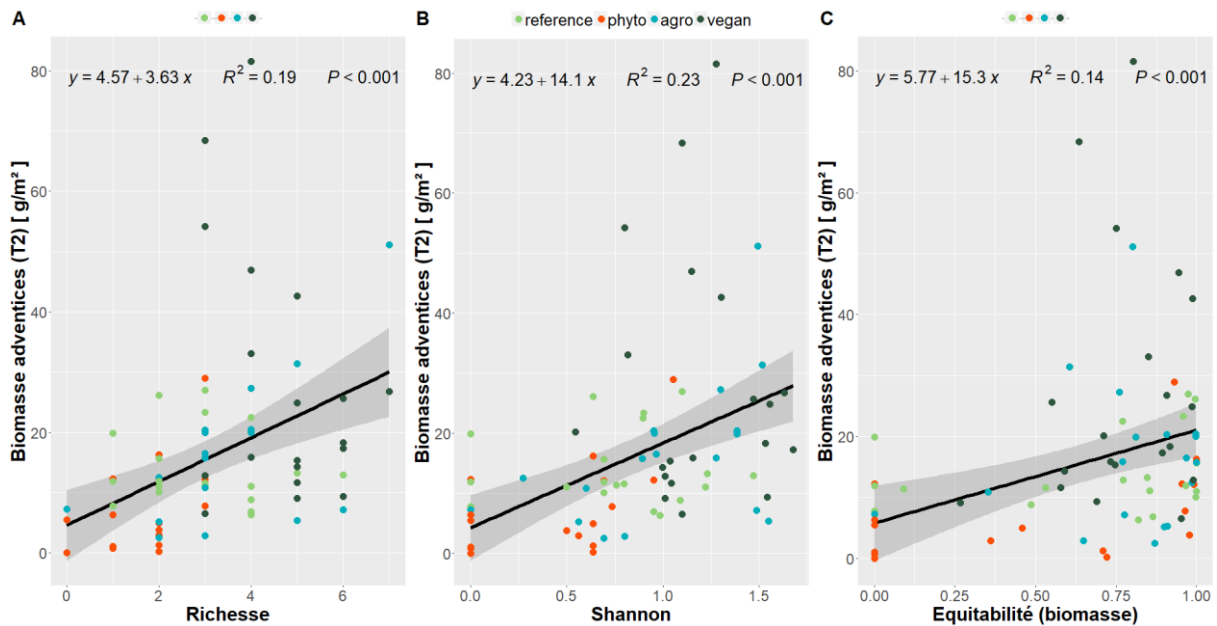 A
B
reference phyto agro vegan
C
y = 4.57 + 3.63 x R² = 0.19 P < 0.001
y = 4.23 + 14.1 x R² = 0.23 P < 0.001
y = 5.77 + 15.3 x R² = 0.14 P < 0.001
Biomasse adventices (T2) [ g/m² ]
80
60
40
20
0
0 2 4 6
Richesse
Biomasse adventices (T2) [ g/m² ]
80
60
40
20
0
0.0 0.5 1.0 1.5
Shannon
Biomasse adventices (T2) [ g/m² ]
80
60
40
20
0
0.00 0.25 0.50 0.75 1.00
Equitabilité (biomasse)